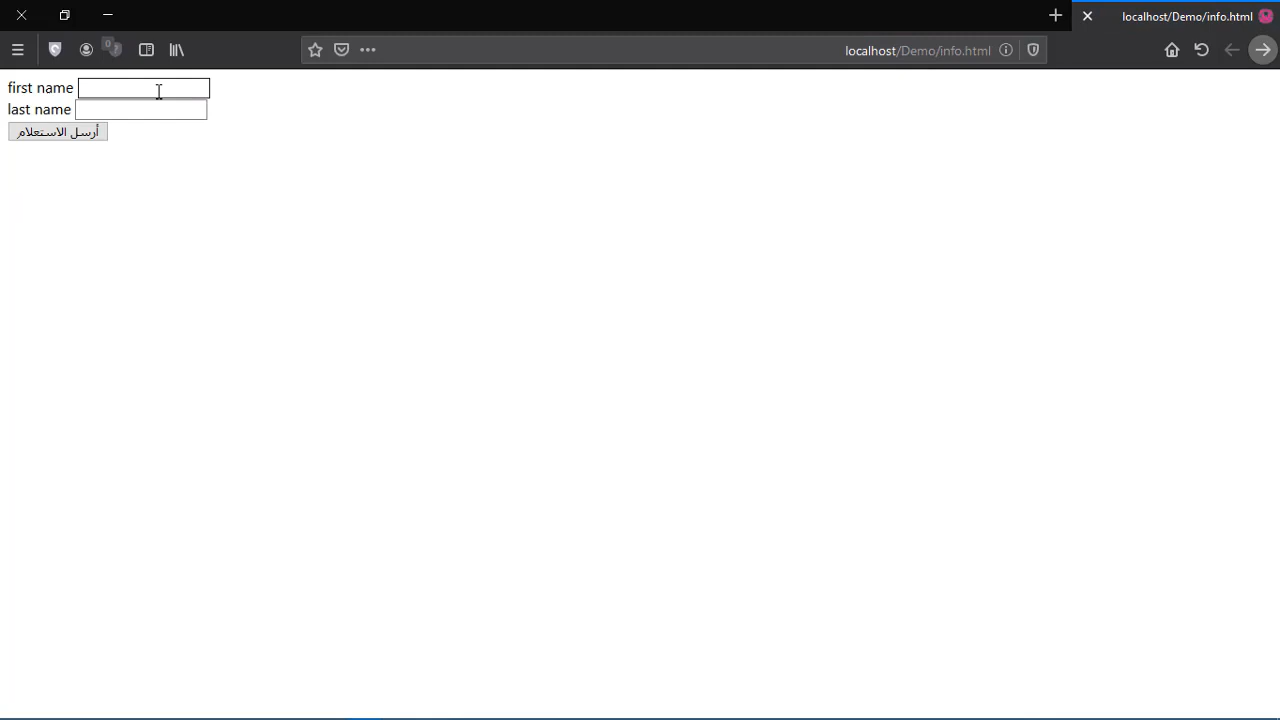 localhost/Demo/info.html
localhost/Demo/info.html
first name
last name
أرسل الاستعلام